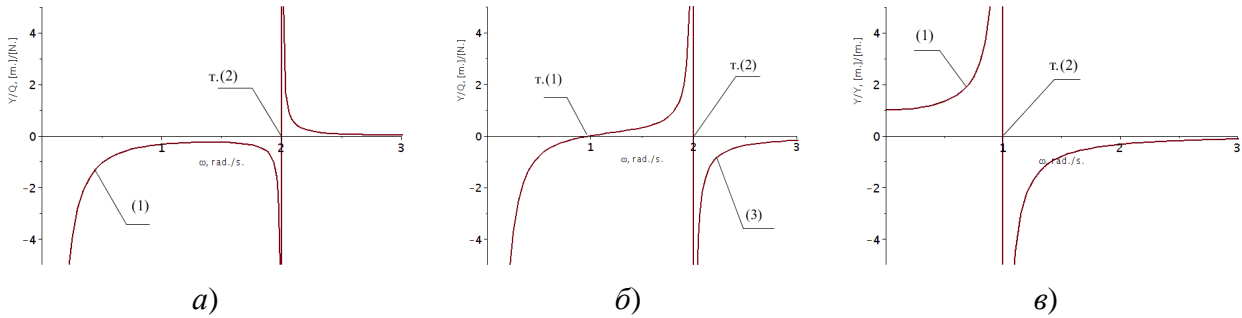 4
2
0
-2
-4
1
2
3
Y/Q, [m.]/[N.]
ω, rad./s.
т.(2)
(1)
а)
4
2
0
-2
-4
1
2
3
Y/Q, [m.]/[N.]
ω, rad./s.
т.(1)
т.(2)
(3)
б)
4
2
0
-2
-4
1
2
3
Y/Y, [m.]/[m.]
ω, rad./s.
(1)
т.(2)
в)